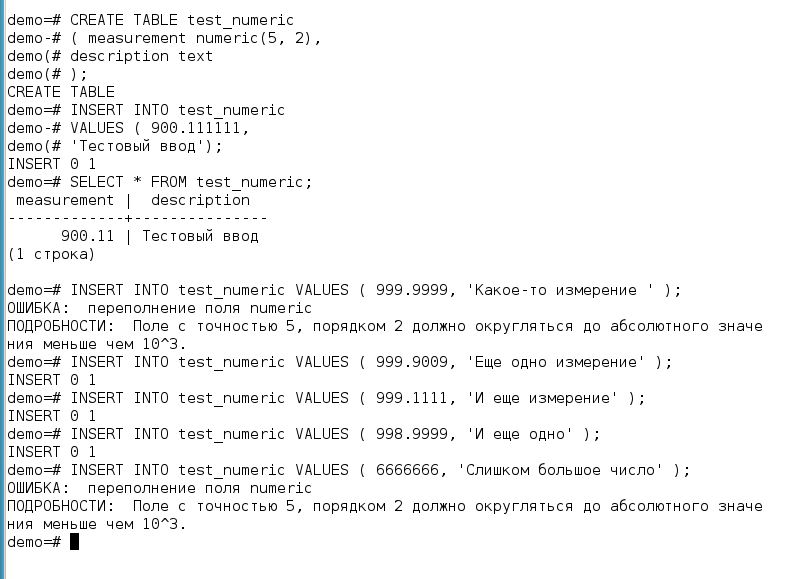 demo=# CREATE TABLE test_numeric
demo-# ( measurement numeric(5, 2),
demo(# description text
demo(# );
CREATE TABLE
demo=# INSERT INTO test_numeric
demo-# VALUES ( 900.111111,
demo(# 'Тестовый ввод');
INSERT 0 1
demo=# SELECT * FROM test_numeric;
 measurement |  description
-------------+---------------
      900.11 | Тестовый ввод
(1 строка)

demo=# INSERT INTO test_numeric VALUES ( 999.9999, 'Какое-то измерение ' );
ОШИБКА:  переполнение поля numeric
ПОДРОБНОСТИ:  Поле с точностью 5, порядком 2 должно округляться до абсолютного значе
ния меньше чем 10^3.
demo=# INSERT INTO test_numeric VALUES ( 999.9009, 'Еще одно измерение' );
INSERT 0 1
demo=# INSERT INTO test_numeric VALUES ( 999.1111, 'И еще измерение' );
INSERT 0 1
demo=# INSERT INTO test_numeric VALUES ( 998.9999, 'И еще одно' );
INSERT 0 1
demo=# INSERT INTO test_numeric VALUES ( 6666666, 'Слишком большое число' );
ОШИБКА:  переполнение поля numeric
ПОДРОБНОСТИ:  Поле с точностью 5, порядком 2 должно округляться до абсолютного значе
ния меньше чем 10^3.
demo=#